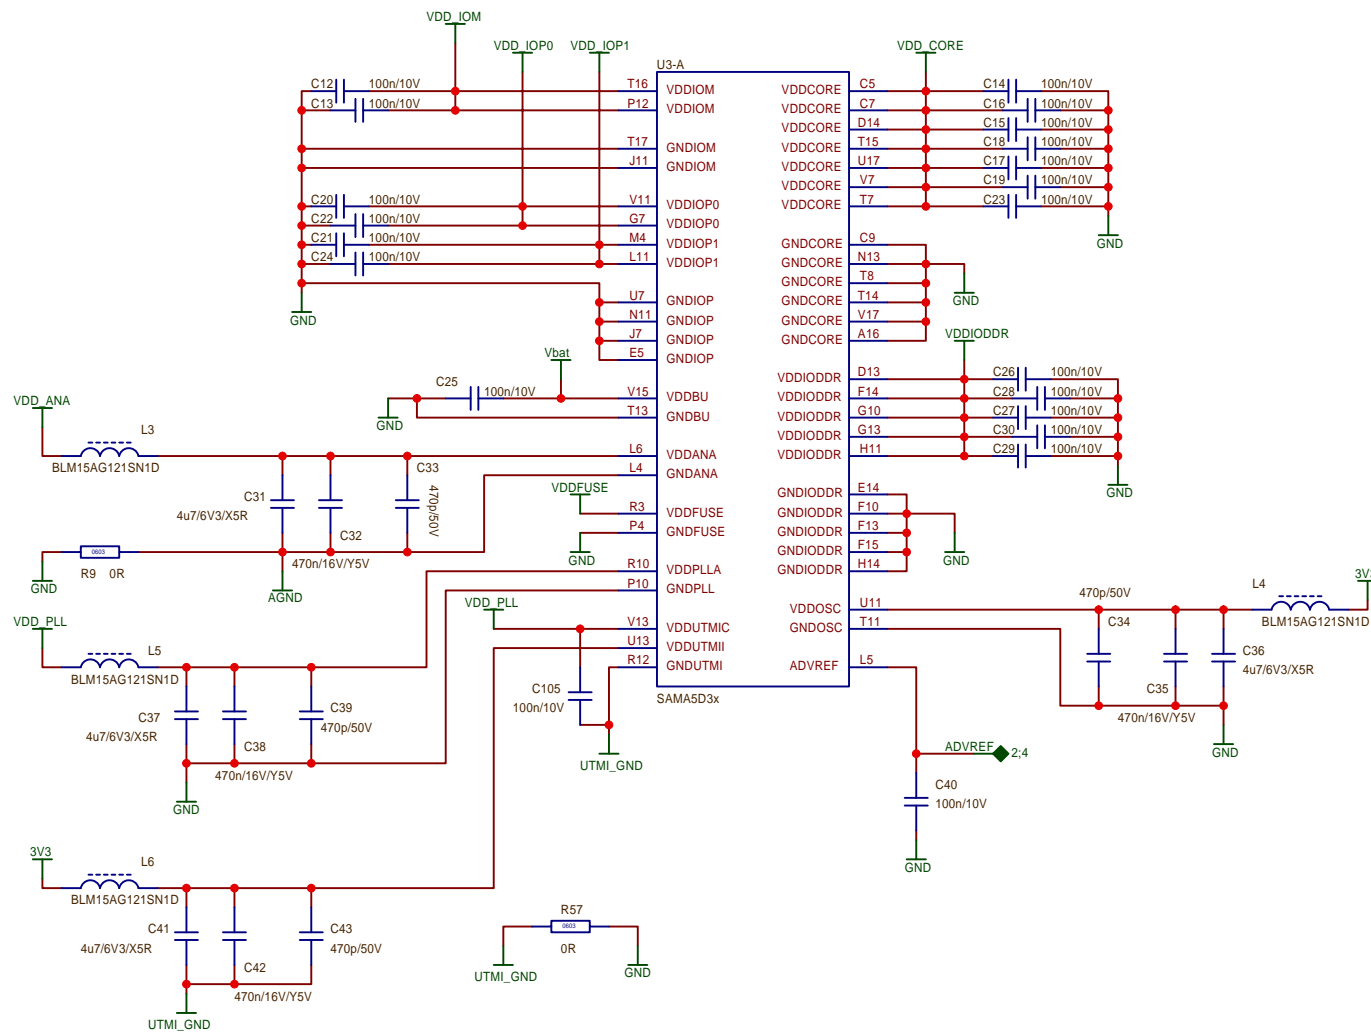 VDD_IOM
VDD_IOP0
VDD_IOP1
VDD_CORE
U3-A
C12 100n/10V
T16 VDDIOM
VDDCORE C5
C14 100n/10V
C13 100n/10V
P12 VDDIOM
VDDCORE C7
C16 100n/10V
VDDCORE D14
C15 100n/10V
T17 GNDIOM
VDDCORE T15
C18 100n/10V
J11 GNDIOM
VDDCORE U17
C17 100n/10V
VDDCORE V7
C19 100n/10V
C20 100n/10V
V11 VDDIOP0
VDDCORE T7
C23 100n/10V
C22 100n/10V
G7 VDDIOP0
C21 100n/10V
M4 VDDIOP1
GNDCORE C9
GND
C24 100n/10V
L11 VDDIOP1
GNDCORE N13
GNDCORE T8
U7 GNDIOP
GNDCORE T14
GND
GND
N11 GNDIOP
GNDCORE V17
J7 GNDIOP
GNDCORE A16
VDDIODDR
E5 GNDIOP
Vbat
VDDIODDR D13
C26 100n/10V
C25 100n/10V
V15 VDDBU
VDDIODDR F14
C28 100n/10V
GND
T13 GNDBU
VDDIODDR G10
C27 100n/10V
VDD_ANA
L3
VDDIODDR G13
C30 100n/10V
BLM15AG121SN1D
L6 VDDANA
VDDIODDR H11
C29 100n/10V
C33
470p/50V
L4 GNDANA
GND
C31
4u7/6V3/X5R
C32
470n/16V/Y5V
VDDFUSE
GNDIODDR E14
R3 VDDFUSE
GNDIODDR F10
P4 GNDFUSE
GNDIODDR F13
GND
GNDIODDR F15
GND
0603
R9 0R
GND
AGND
R10 VDDPLLA
GNDIODDR H14
P10 GNDPLL
470p/50V
L4
3V3
VDD_PLL
VDDOSC U11
C34
BLM15AG121SN1D
VDD_PLL
V13 VDDUTMIC
GNDOSC T11
L5
U13 VDDUTMII
C36
4u7/6V3/X5R
BLM15AG121SN1D
R12 GNDUTMI
ADVREF L5
C35
470n/16V/Y5V
C105
100n/10V
SAMA5D3x
C37
4u7/6V3/X5R
C39
470p/50V
C38
470n/16V/Y5V
UTMI_GND
ADVREF 2;4
GND
GND
C40
100n/10V
GND
3V3
L6
BLM15AG121SN1D
C41
4u7/6V3/X5R
C43
470p/50V
C42
470n/16V/Y5V
UTMI_GND
R57
0603
0R
UTMI_GND
GND